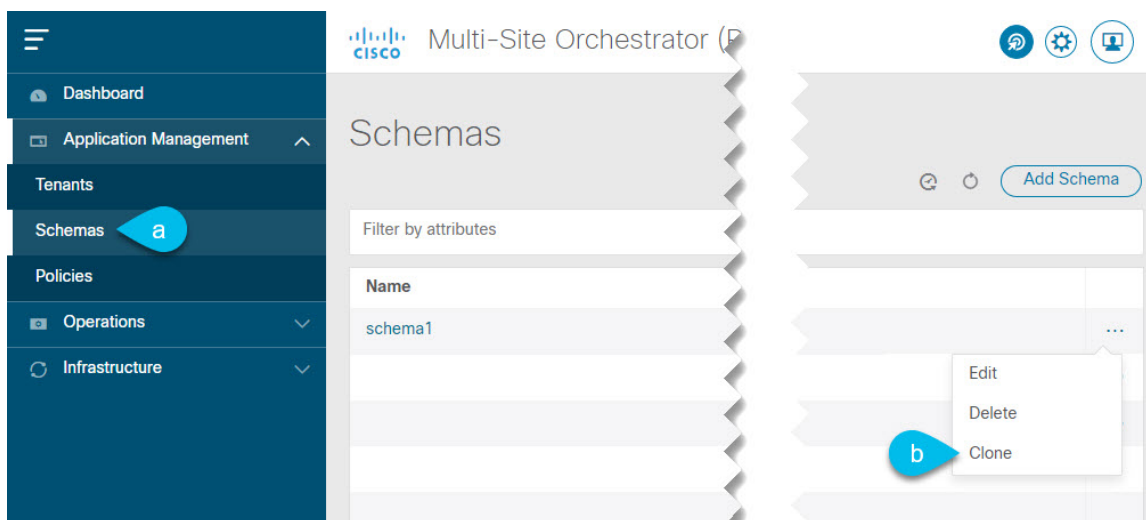 CISCO Multi-Site Orchestrator (
Dashboard
Application Management
Tenants
Schemas a
Policies
Operations
Infrastructure
Schemas
Add Schema
Filter by attributes
Name
schema1
...
Edit
Delete
b Clone